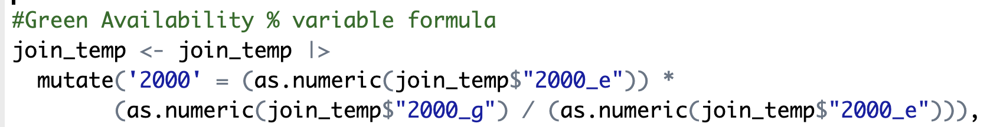 #Green Availability % variable formula
join_temp <- join_temp |>
  mutate('2000' = (as.numeric(join_temp$"2000_e")) *
        (as.numeric(join_temp$"2000_g") / (as.numeric(join_temp$"2000_e"))),